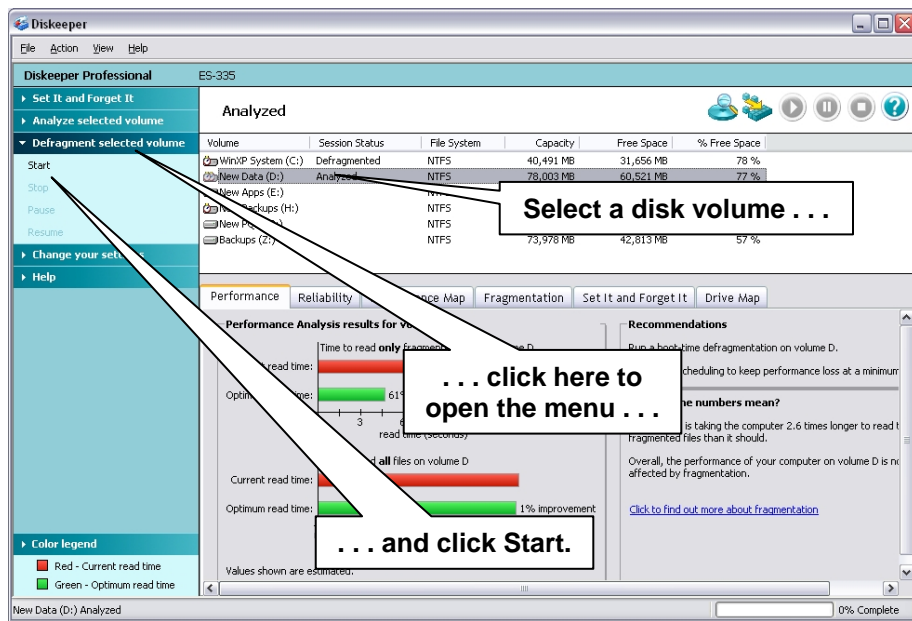 Diskeeper
File Action View Help
Diskeeper Professional ES-335
Set It and Forget It
Analyze selected volume
Defragment selected volume
Start
Stop
Pause
Resume
Change your
Help
Analyzed
Volume Session Status File System Capacity Free Space % Free Space
WinXP System (C:) Defragmented NTFS 40,491 MB 31,656 MB 78 %
New Data (D:) Analyzed NTFS 78,003 MB 60,521 MB 77 %
New Apps (E:) NTFS
Backups (H:) NTFS
New NTFS
Backups (Z:) NTFS 73,978 MB 42,813 MB 57 %
Select a disk volume . . .
Performance Reliability Map Fragmentation Set It and Forget It Drive Map
Performance Analysis results for
Time to read only
read time:
61%
3
read time (seconds)
all files on volume D
Current read time:
Optimum read time: 1% improvement
Values shown are estimated.
. . . click here to
open the menu . . .
. . . and click Start.
Recommendations
Run a boot-time defragmentation on volume D.
scheduling to keep performance loss at a minimum
numbers mean?
is taking the computer 2.6 times longer to read
fragmented files than it should.
Overall, the performance of your computer on volume D is
affected by fragmentation.
Click to find out more about fragmentation
Color legend
Red - Current read time
Green - Optimum read time
New Data (D:) Analyzed 0% Complete